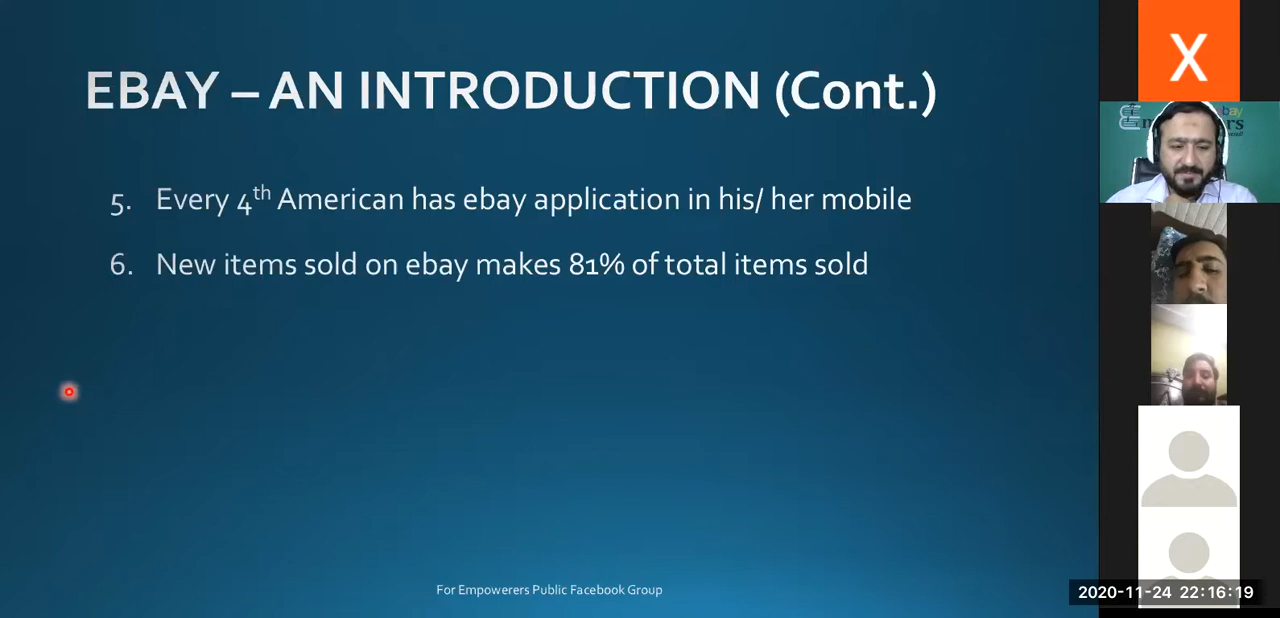 EBAY – AN INTRODUCTION (Cont.)
5. Every 4th American has ebay application in his/ her mobile
6. New items sold on ebay makes 81% of total items sold
For Empowerers Public Facebook Group
X
bay
2020-11-24 22:16:19